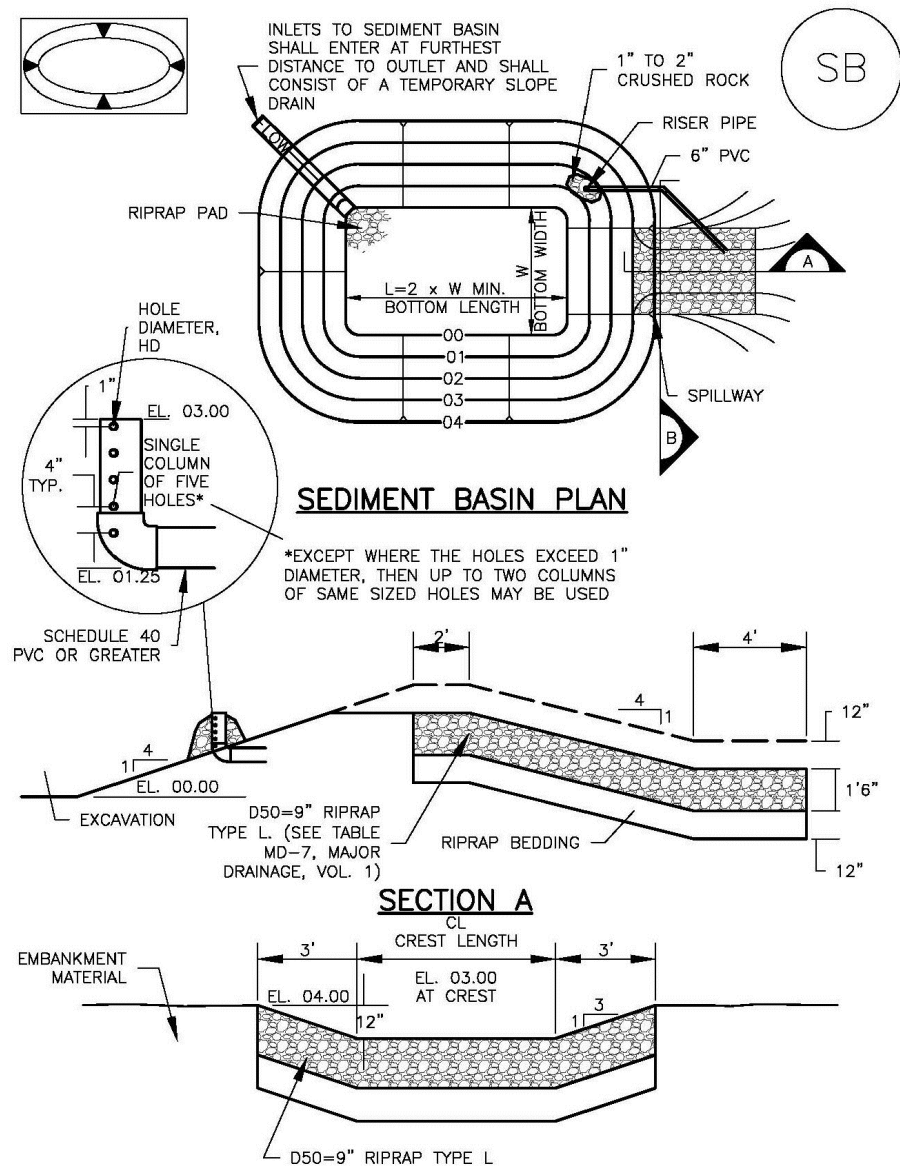 INLETS TO SEDIMENT BASIN
SHALL ENTER AT FURTHEST
DISTANCE TO OUTLET AND SHALL
CONSIST OF A TEMPORARY SLOPE
DRAIN
1" TO 2"
CRUSHED ROCK
SB
RISER PIPE
6" PVC
FLOW
RIPRAP PAD
L=2 x W MIN.
BOTTOM LENGTH
W
BOTTOM WIDTH
A
00
01
02
03
04
SPILLWAY
B
HOLE
DIAMETER,
HD
1"
EL. 03.00
4"
TYP.
SINGLE
COLUMN
OF FIVE
HOLES*
EL. 01.25
SEDIMENT BASIN PLAN
*EXCEPT WHERE THE HOLES EXCEED 1"
DIAMETER, THEN UP TO TWO COLUMNS
OF SAME SIZED HOLES MAY BE USED
SCHEDULE 40
PVC OR GREATER
2'
4'
4
1
12"
4
1
EL. 00.00
EXCAVATION
1'6"
D50=9" RIPRAP
TYPE L. (SEE TABLE
MD-7, MAJOR
DRAINAGE, VOL. 1)
RIPRAP BEDDING
12"
SECTION A
CL
CREST LENGTH
3'
3'
EMBANKMENT
MATERIAL
EL. 04.00
EL. 03.00
AT CREST
12"
3
1
D50=9" RIPRAP TYPE L